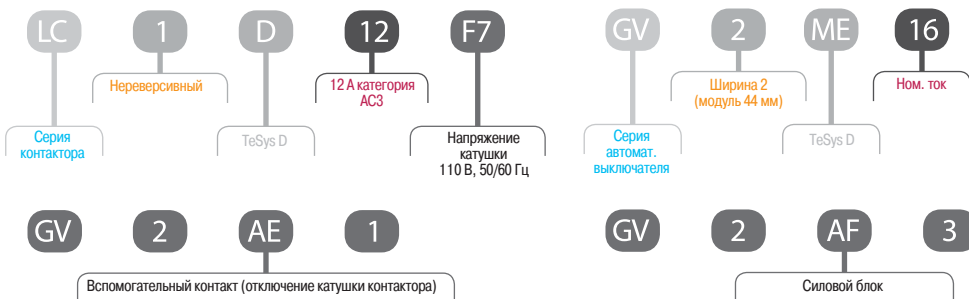 LC 1 D 12 F7
Нереверсивный
12 А категория
АС3
Серия
контактора
TeSys D
Напряжение
катушки
110 В, 50/60 Гц
GV 2 ME 16
Ширина 2
(модуль 44 мм)
Ном. ток
Серия
автомат.
выключателя
TeSys D
GV 2 AE 1
Вспомогательный контакт (отключение катушки контактора)
GV 2 AF 3
Силовой блок